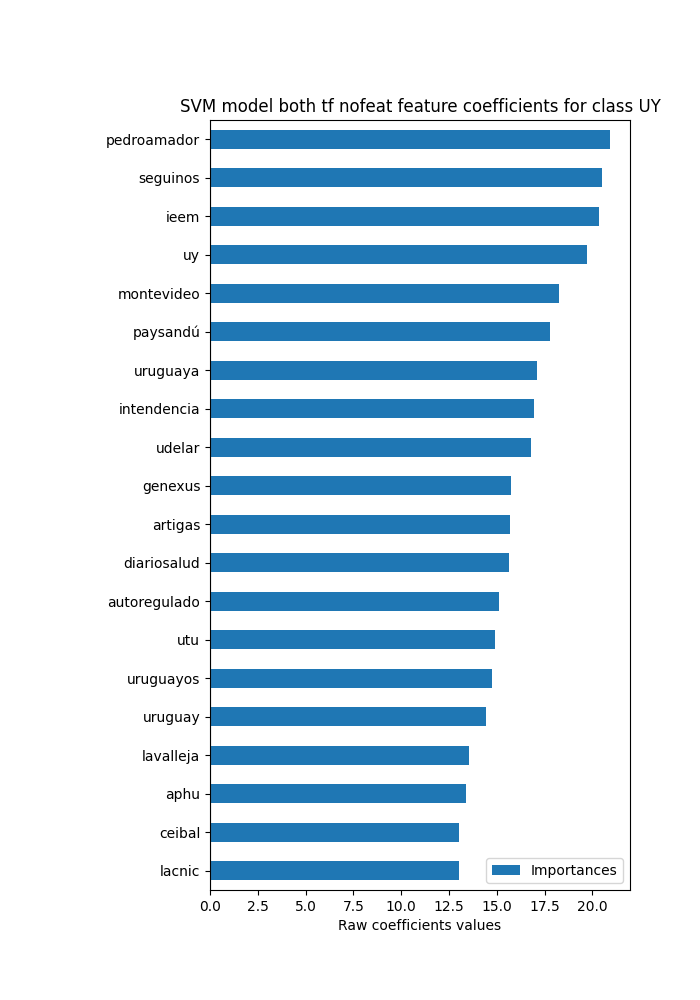 SVM model both tf nofeat feature coefficients for class UY
pedroamador
seguinos
ieem
uy
montevideo
paysandú
uruguaya
intendencia
udelar
genexus
artigas
diariosalud
autoregulado
utu
uruguayos
uruguay
lavalleja
aphu
ceibal
lacnic
Importances
0.0 2.5 5.0 7.5 10.0 12.5 15.0 17.5 20.0
Raw coefficients values